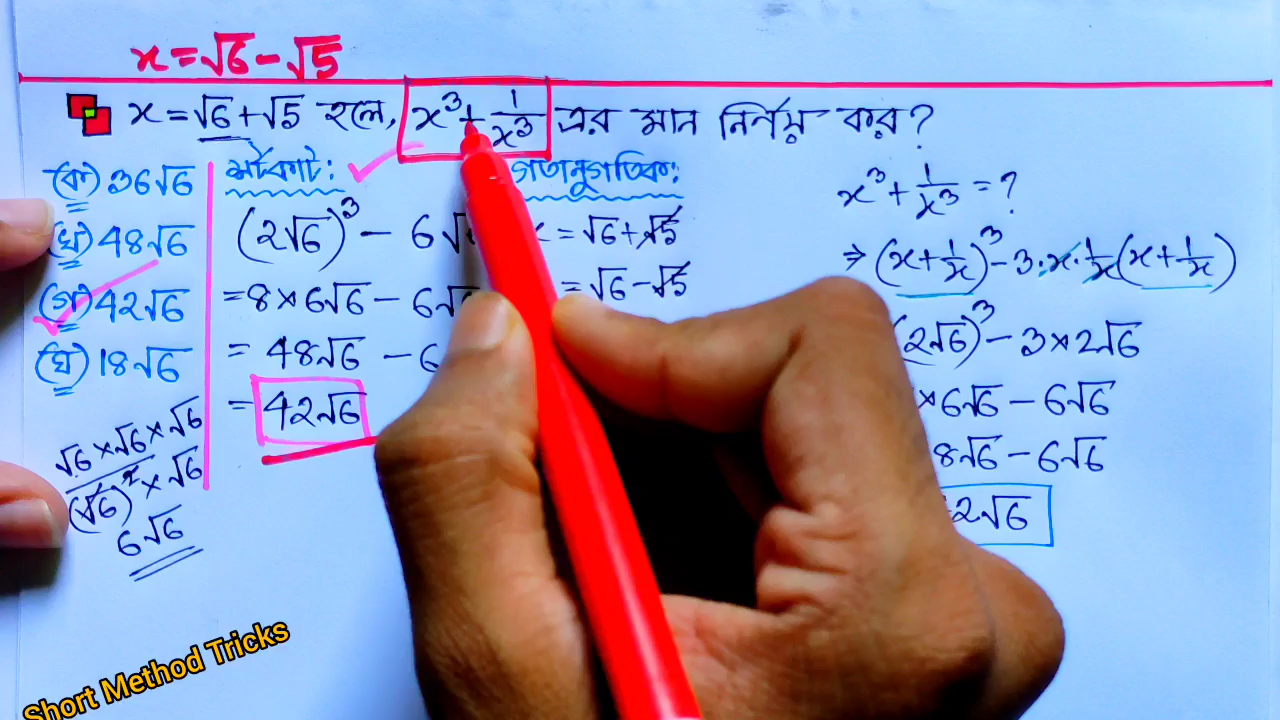 x = √6 − √5
x = √6 + √5 হলে, x³ + 1/x³ এর মান নির্ণয় কর?
(ক) 36√6
(খ) 48√6
(গ) 42√6
(ঘ) 18√6
√6 × √6 × √6
(√6)² × √6
6√6
শর্টকাট:
(2√6)³ − 6√
= 8×6√6 − 6√6
= 48√6 − 6
= 42√6
গতানুগতিক:
= √6 + √5
= √6 − √5
x³ + 1/x³ = ?
⇒ (x + 1/x)³ − 3·x·1/x (x + 1/x)
(2√6)³ − 3×2√6
×6√6 − 6√6
8√6 − 6√6
2√6
Short Method Tricks